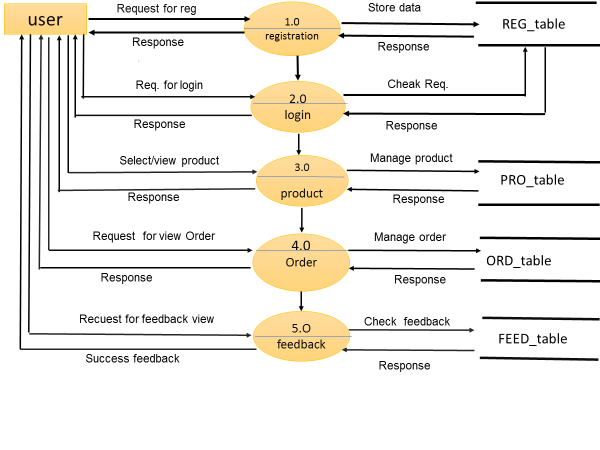 user
Request for reg
Response
1.0
registration
Store data
Response
REG_table
Req. for login
Response
2.0
login
Cheak Req.
Response
Select/view product
Response
3.0
product
Manage product
Response
PRO_table
Request for view Order
Response
4.0
Order
Manage order
Response
ORD_table
Recuest for feedback view
Success feedback
5.O
feedback
Check feedback
Response
FEED_table